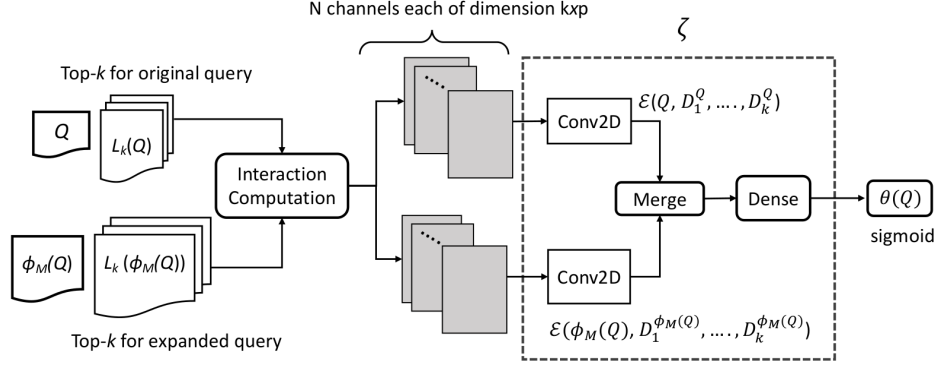 N channels each of dimension kxp
ζ
Top-k for original query
Q
L_k(Q)
Interaction
Computation
Conv2D
ℰ(Q, D_1^Q, …., D_k^Q)
Merge
Dense
θ(Q)
sigmoid
ϕ_M(Q)
L_k (ϕ_M(Q))
Conv2D
ℰ(ϕ_M(Q), D_1^{ϕ_M(Q)}, …., D_k^{ϕ_M(Q)})
Top-k for expanded query